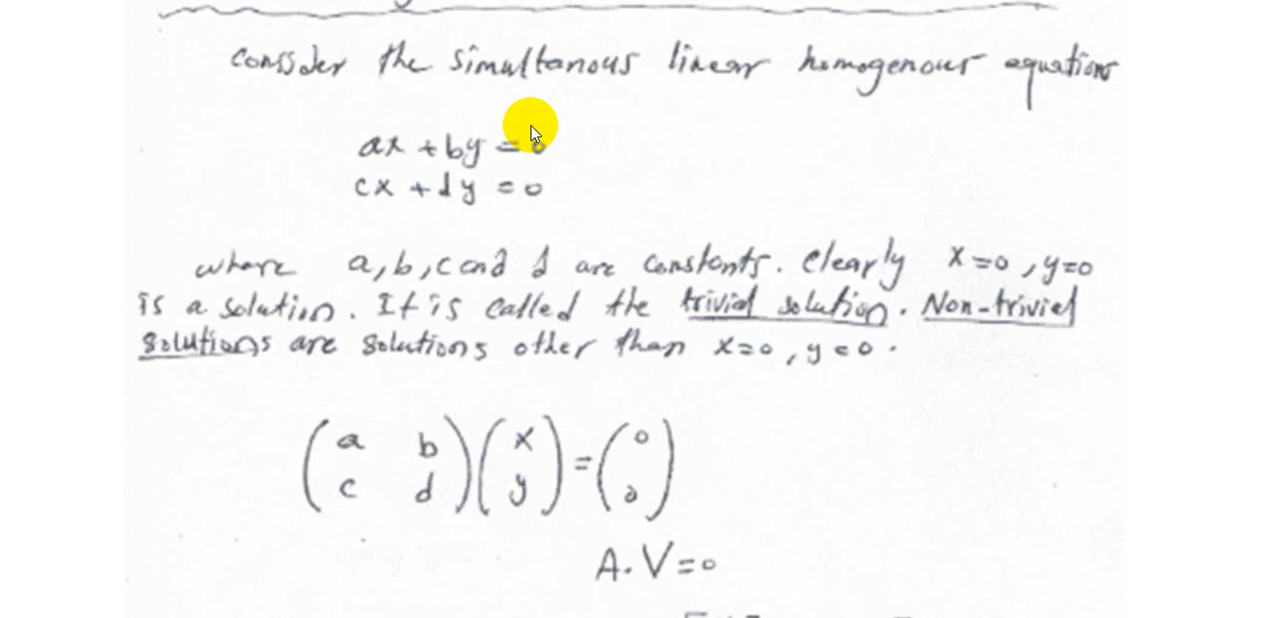 consider the simultanous linear homogenous equations
ax + by = 0
cx + dy = 0
where a, b, c and d are constants. Clearly x=0, y=0
is a solution. It is called the trivial solution. Non-trivial
solutions are solutions other than x=0, y=0.
( a b ) ( x ) = ( 0 )
( c d ) ( y ) ( 0 )
A. V = 0